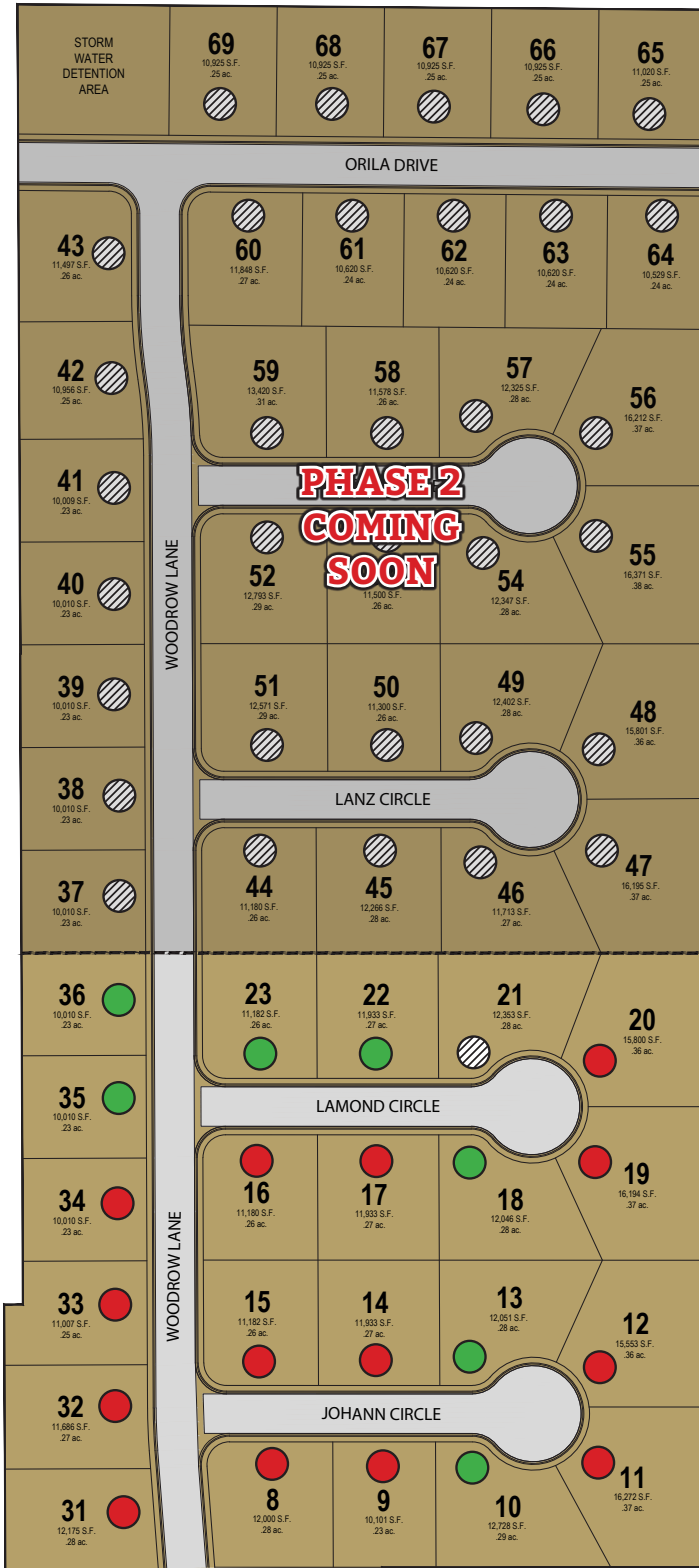 STORM
WATER
DETENTION
AREA
69
10,925 S.F.
.25 ac.
68
10,925 S.F.
.25 ac.
67
10,925 S.F.
.25 ac.
66
10,925 S.F.
.25 ac.
65
11,020 S.F.
.25 ac.
ORILA DRIVE
43
11,497 S.F.
.26 ac.
60
11,848 S.F.
.27 ac.
61
10,620 S.F.
.24 ac.
62
10,620 S.F.
.24 ac.
63
10,620 S.F.
.24 ac.
64
10,529 S.F.
.24 ac.
42
10,956 S.F.
.25 ac.
59
13,420 S.F.
.31 ac.
58
11,578 S.F.
.26 ac.
57
12,325 S.F.
.28 ac.
56
16,212 S.F.
.37 ac.
41
10,009 S.F.
.23 ac.
PHASE 2
COMING
SOON
WOODROW LANE
40
10,010 S.F.
.23 ac.
52
12,793 S.F.
.29 ac.
11,500 S.F.
.26 ac.
54
12,347 S.F.
.28 ac.
55
16,371 S.F.
.38 ac.
39
10,010 S.F.
.23 ac.
51
12,571 S.F.
.29 ac.
50
11,300 S.F.
.26 ac.
49
12,402 S.F.
.28 ac.
48
15,801 S.F.
.36 ac.
38
10,010 S.F.
.23 ac.
LANZ CIRCLE
37
10,010 S.F.
.23 ac.
44
11,180 S.F.
.26 ac.
45
12,266 S.F.
.28 ac.
46
11,713 S.F.
.27 ac.
47
16,195 S.F.
.37 ac.
36
10,010 S.F.
.23 ac.
23
11,182 S.F.
.26 ac.
22
11,933 S.F.
.27 ac.
21
12,353 S.F.
.28 ac.
20
15,800 S.F.
.36 ac.
35
10,010 S.F.
.23 ac.
LAMOND CIRCLE
34
10,010 S.F.
.23 ac.
16
11,180 S.F.
.26 ac.
17
11,933 S.F.
.27 ac.
18
12,046 S.F.
.28 ac.
19
16,194 S.F.
.37 ac.
WOODROW LANE
33
11,007 S.F.
.25 ac.
15
11,182 S.F.
.26 ac.
14
11,933 S.F.
.27 ac.
13
12,051 S.F.
.28 ac.
12
15,553 S.F.
.36 ac.
32
11,686 S.F.
.27 ac.
JOHANN CIRCLE
31
12,175 S.F.
.28 ac.
8
12,000 S.F.
.28 ac.
9
10,101 S.F.
.23 ac.
10
12,728 S.F.
.29 ac.
11
16,272 S.F.
.37 ac.